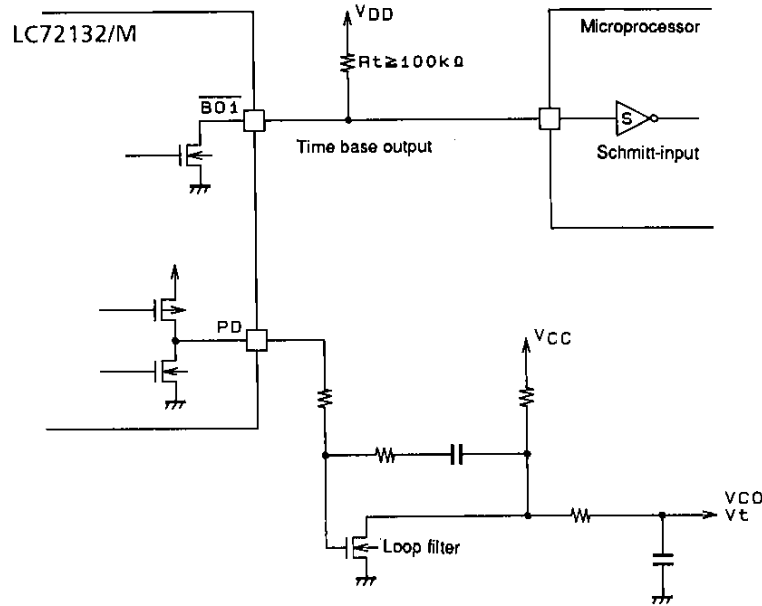 LC72132/M
VDD
Rt≧100kΩ
Microprocessor
BO1
S
Time base output
Schmitt-input
PD
VCC
VCO
Vt
Loop filter